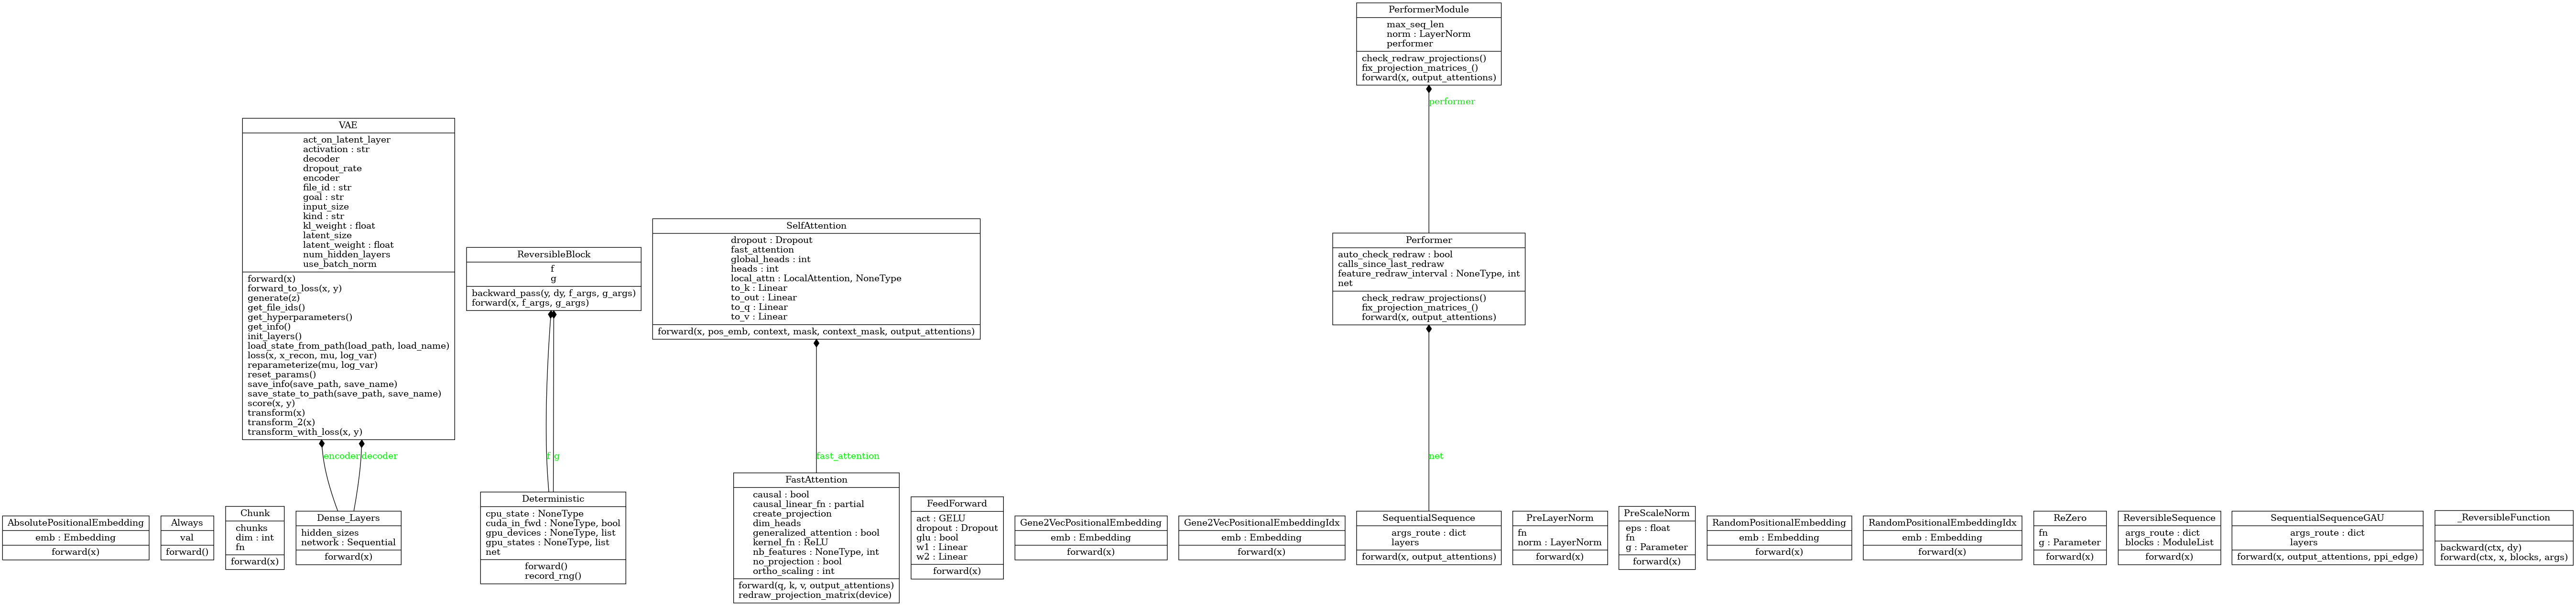 PerformerModule
max_seq_len
norm : LayerNorm
performer
check_redraw_projections()
fix_projection_matrices_()
forward(x, output_attentions)
performer
VAE
act_on_latent_layer
activation : str
decoder
dropout_rate
encoder
file_id : str
goal : str
input_size
kind : str
kl_weight : float
latent_size
latent_weight : float
num_hidden_layers
use_batch_norm
forward(x)
forward_to_loss(x, y)
generate(z)
get_file_ids()
get_hyperparameters()
get_info()
init_layers()
load_state_from_path(load_path, load_name)
loss(x, x_recon, mu, log_var)
reparameterize(mu, log_var)
reset_params()
save_info(save_path, save_name)
save_state_to_path(save_path, save_name)
score(x, y)
transform(x)
transform_2(x)
transform_with_loss(x, y)
ReversibleBlock
f
g
backward_pass(y, dy, f_args, g_args)
forward(x, f_args, g_args)
SelfAttention
dropout : Dropout
fast_attention
global_heads : int
heads : int
local_attn : LocalAttention, NoneType
to_k : Linear
to_out : Linear
to_q : Linear
to_v : Linear
forward(x, pos_emb, context, mask, context_mask, output_attentions)
Performer
auto_check_redraw : bool
calls_since_last_redraw
feature_redraw_interval : NoneType, int
net
check_redraw_projections()
fix_projection_matrices_()
forward(x, output_attentions)
encoder
decoder
f
g
fast_attention
net
AbsolutePositionalEmbedding
emb : Embedding
forward(x)
Always
val
forward()
Chunk
chunks
dim : int
fn
forward(x)
Dense_Layers
hidden_sizes
network : Sequential
forward(x)
Deterministic
cpu_state : NoneType
cuda_in_fwd : NoneType, bool
gpu_devices : NoneType, list
gpu_states : NoneType, list
net
forward()
record_rng()
FastAttention
causal : bool
causal_linear_fn : partial
create_projection
dim_heads
generalized_attention : bool
kernel_fn : ReLU
nb_features : NoneType, int
no_projection : bool
ortho_scaling : int
forward(q, k, v, output_attentions)
redraw_projection_matrix(device)
FeedForward
act : GELU
dropout : Dropout
glu : bool
w1 : Linear
w2 : Linear
forward(x)
Gene2VecPositionalEmbedding
emb : Embedding
forward(x)
Gene2VecPositionalEmbeddingIdx
emb : Embedding
forward(x)
SequentialSequence
args_route : dict
layers
forward(x, output_attentions)
PreLayerNorm
fn
norm : LayerNorm
forward(x)
PreScaleNorm
eps : float
fn
g : Parameter
forward(x)
RandomPositionalEmbedding
emb : Embedding
forward(x)
RandomPositionalEmbeddingIdx
emb : Embedding
forward(x)
ReZero
fn
g : Parameter
forward(x)
ReversibleSequence
args_route : dict
blocks : ModuleList
forward(x)
SequentialSequenceGAU
args_route : dict
layers
forward(x, output_attentions, ppi_edge)
_ReversibleFunction
backward(ctx, dy)
forward(ctx, x, blocks, args)